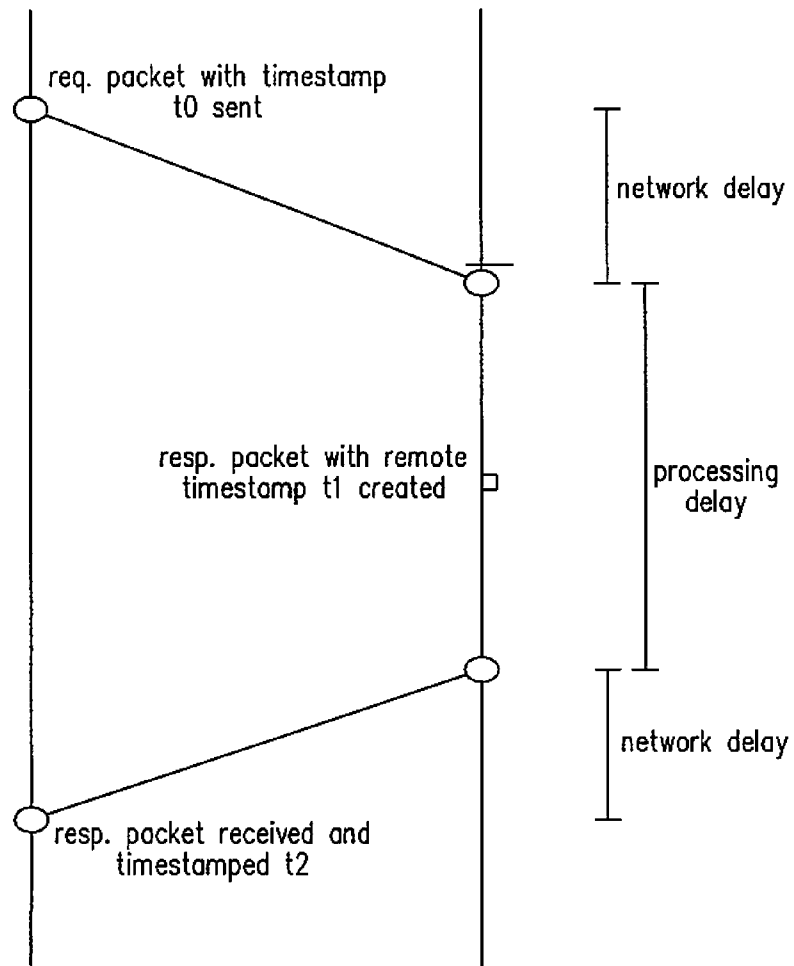 req. packet with timestamp
t0 sent
network delay
resp. packet with remote
timestamp t1 created
processing
delay
network delay
resp. packet received and
timestamped t2